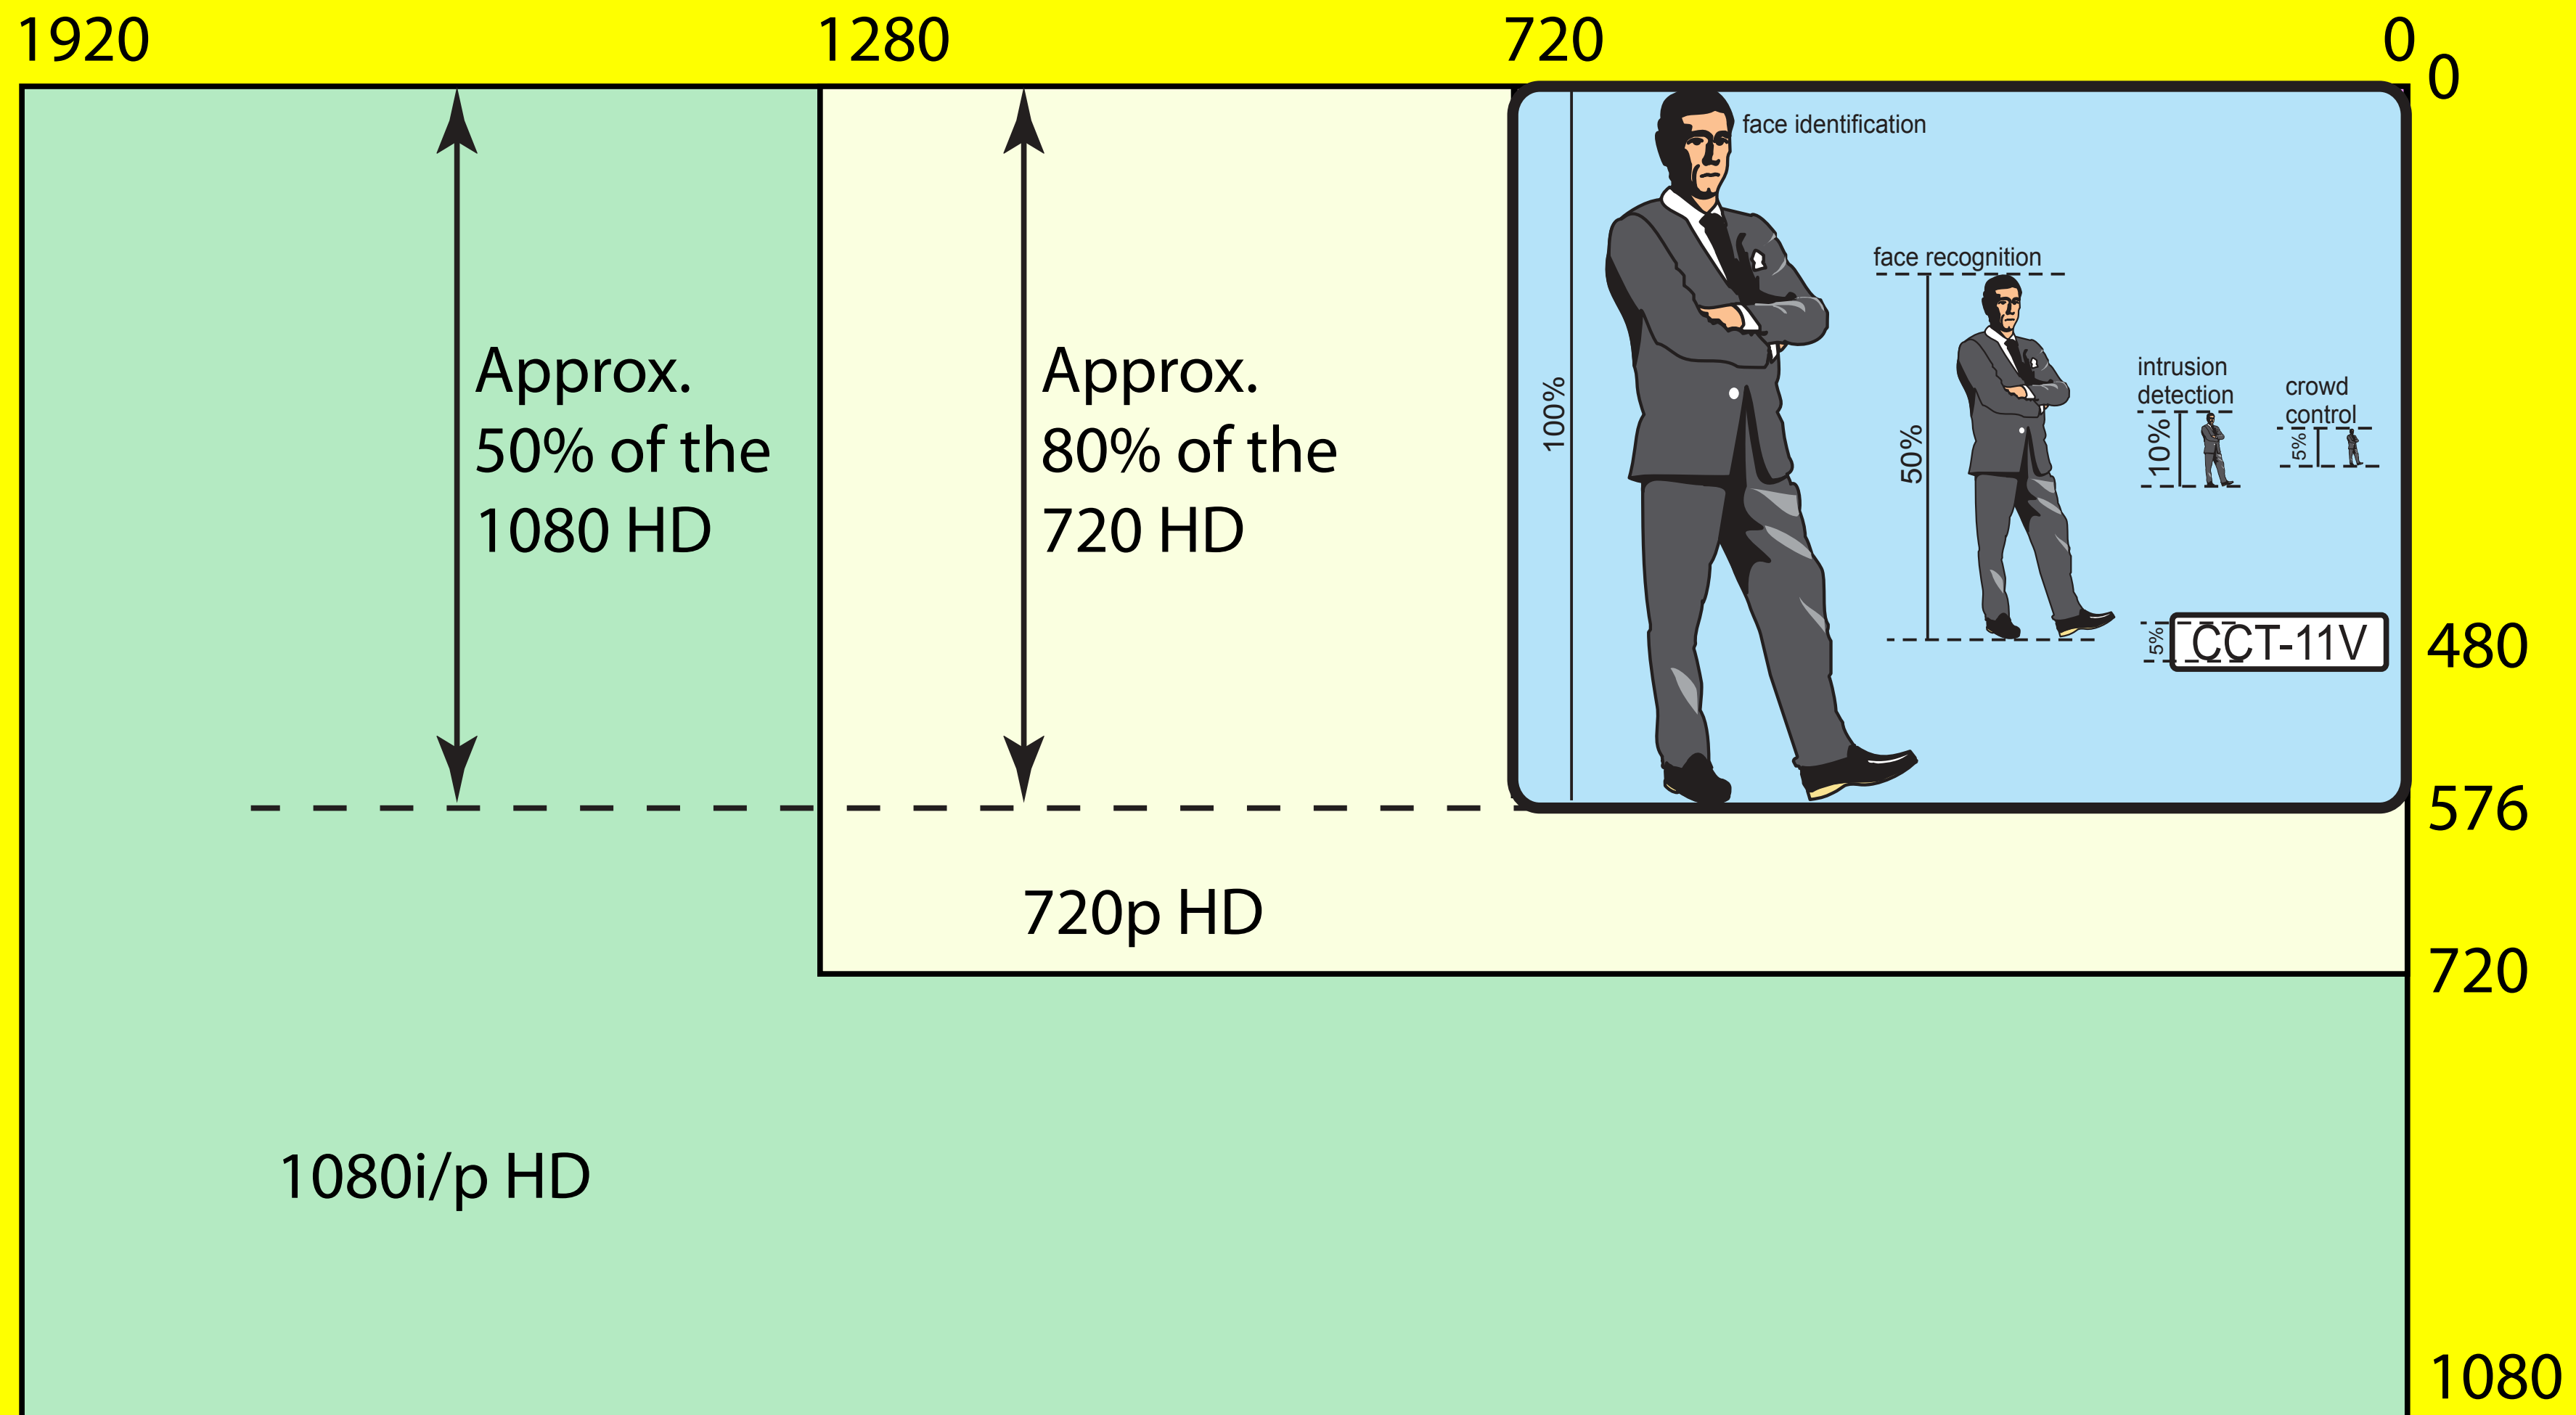 1920
1280
720
0
0
face identification
face recognition
100%
50%
intrusion
detection
10%
crowd
control
5%
5%
CCT-11V
Approx.
50% of the
1080 HD
Approx.
80% of the
720 HD
480
576
720p HD
720
1080i/p HD
1080